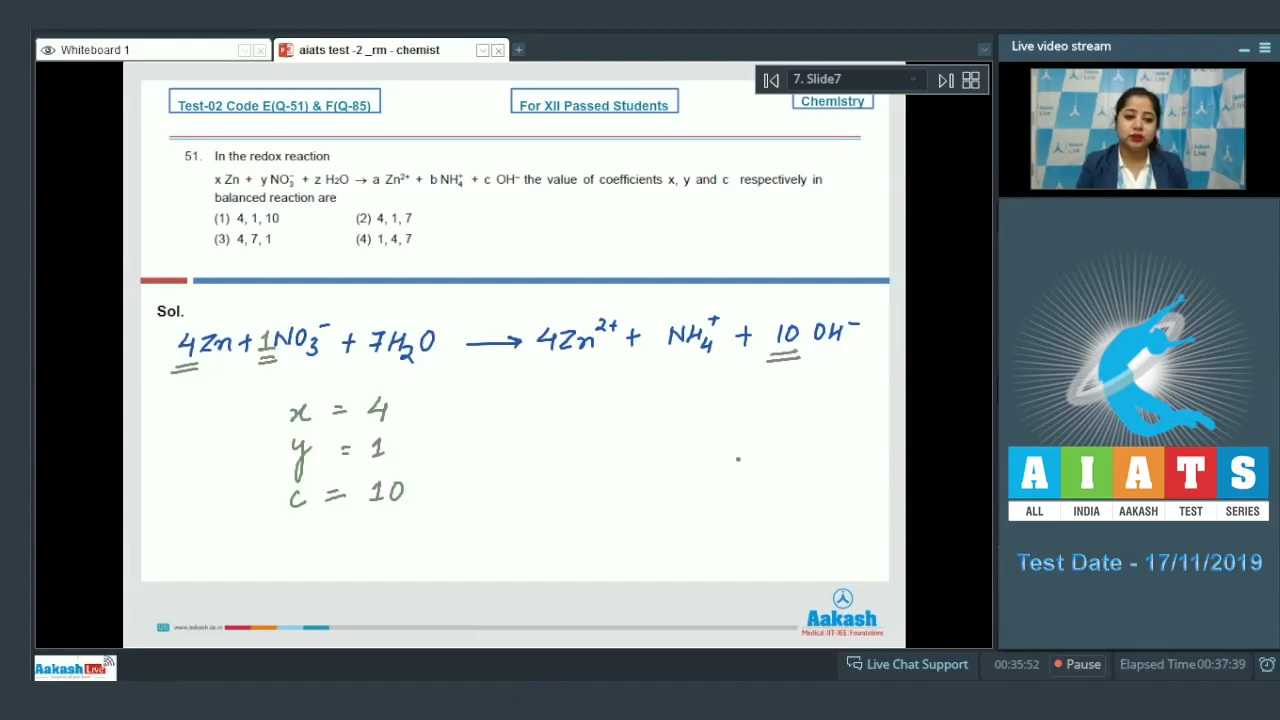 Whiteboard 1
aiats test -2 _rm - chemist
Live video stream
7. Slide7
Test-02 Code E(Q-51) & F(Q-85)
For XII Passed Students
Chemistry
51. In the redox reaction
x Zn + y NO₃⁻ + z H₂O → a Zn²⁺ + b NH₄⁺ + c OH⁻ the value of coefficients x, y and c respectively in
balanced reaction are
(1) 4, 1, 10 (2) 4, 1, 7
(3) 4, 7, 1 (4) 1, 4, 7
Sol.
4Zn + 1NO₃⁻ + 7H₂O ⟶ 4Zn²⁺ + NH₄⁺ + 10 OH⁻
x = 4
y = 1
c = 10
A I A T S
ALL INDIA AAKASH TEST SERIES
Test Date - 17/11/2019
www.aakash.ac.in
Aakash
Medical|IIT-JEE|Foundations
Aakash Live
Live Chat Support
00:35:52
Pause
Elapsed Time 00:37:39